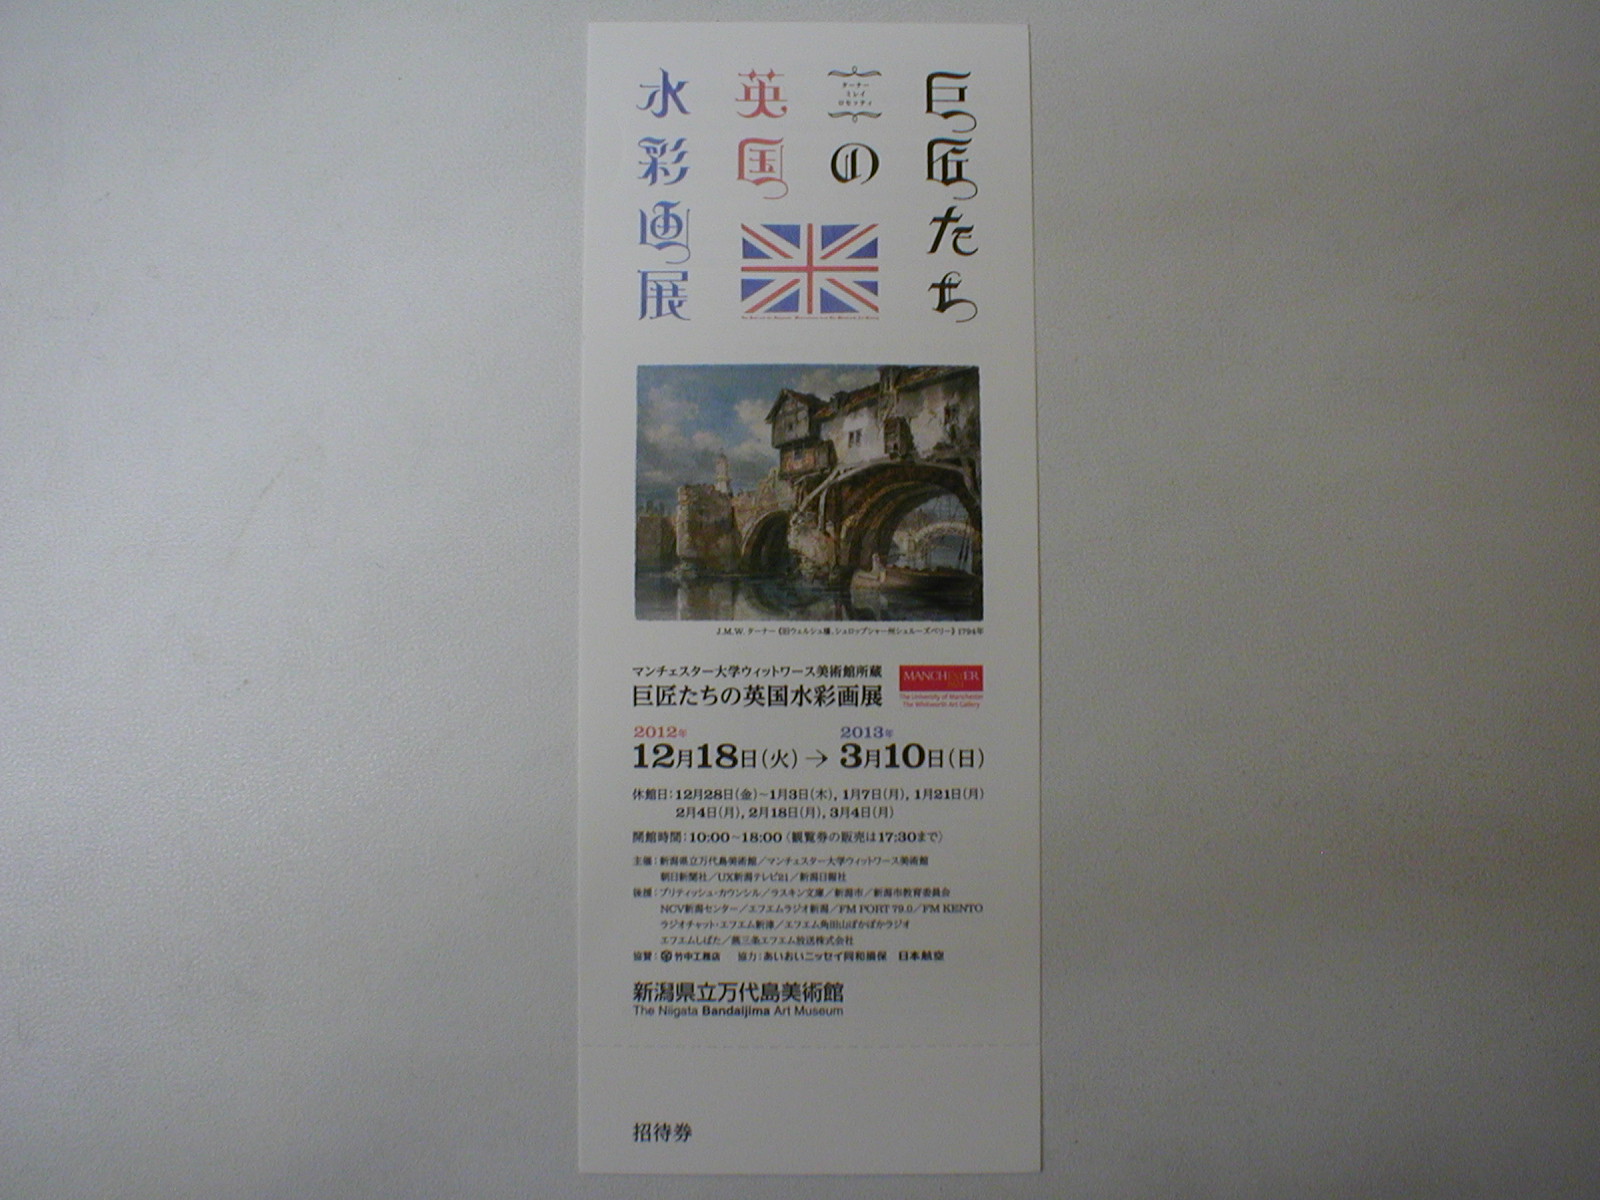 巨匠たち
ターナー
ミレイ
ロセッティ
の
英国
水彩画展
J.M.W. ターナー《旧ウェルシュ橋、シュロップシャー州シュルーズベリー》1794年
マンチェスター大学ウィットワース美術館所蔵
巨匠たちの英国水彩画展
MANCHESTER
1824
The University of Manchester
The Whitworth Art Gallery
2012年 2013年
12月18日(火)→3月10日(日)
休館日:12月28日(金)~1月3日(木), 1月7日(月), 1月21日(月)
2月4日(月), 2月18日(月), 3月4日(月)
開館時間:10:00~18:00〈観覧券の販売は17:30まで〉
主催:新潟県立万代島美術館/マンチェスター大学ウィットワース美術館
朝日新聞社/UX新潟テレビ21/新潟日報社
後援:ブリティッシュ・カウンシル/ラスキン文庫/新潟市/新潟市教育委員会
NCV新潟センター/エフエムラジオ新潟/FM PORT 79.0/FM KENTO
ラジオチャット・エフエム新津/エフエム角田山ぽかぽかラジオ
エフエムしばた/燕三条エフエム放送株式会社
協賛:竹中工務店 協力:あいおいニッセイ同和損保 日本航空
新潟県立万代島美術館
The Niigata Bandaijima Art Museum
招待券